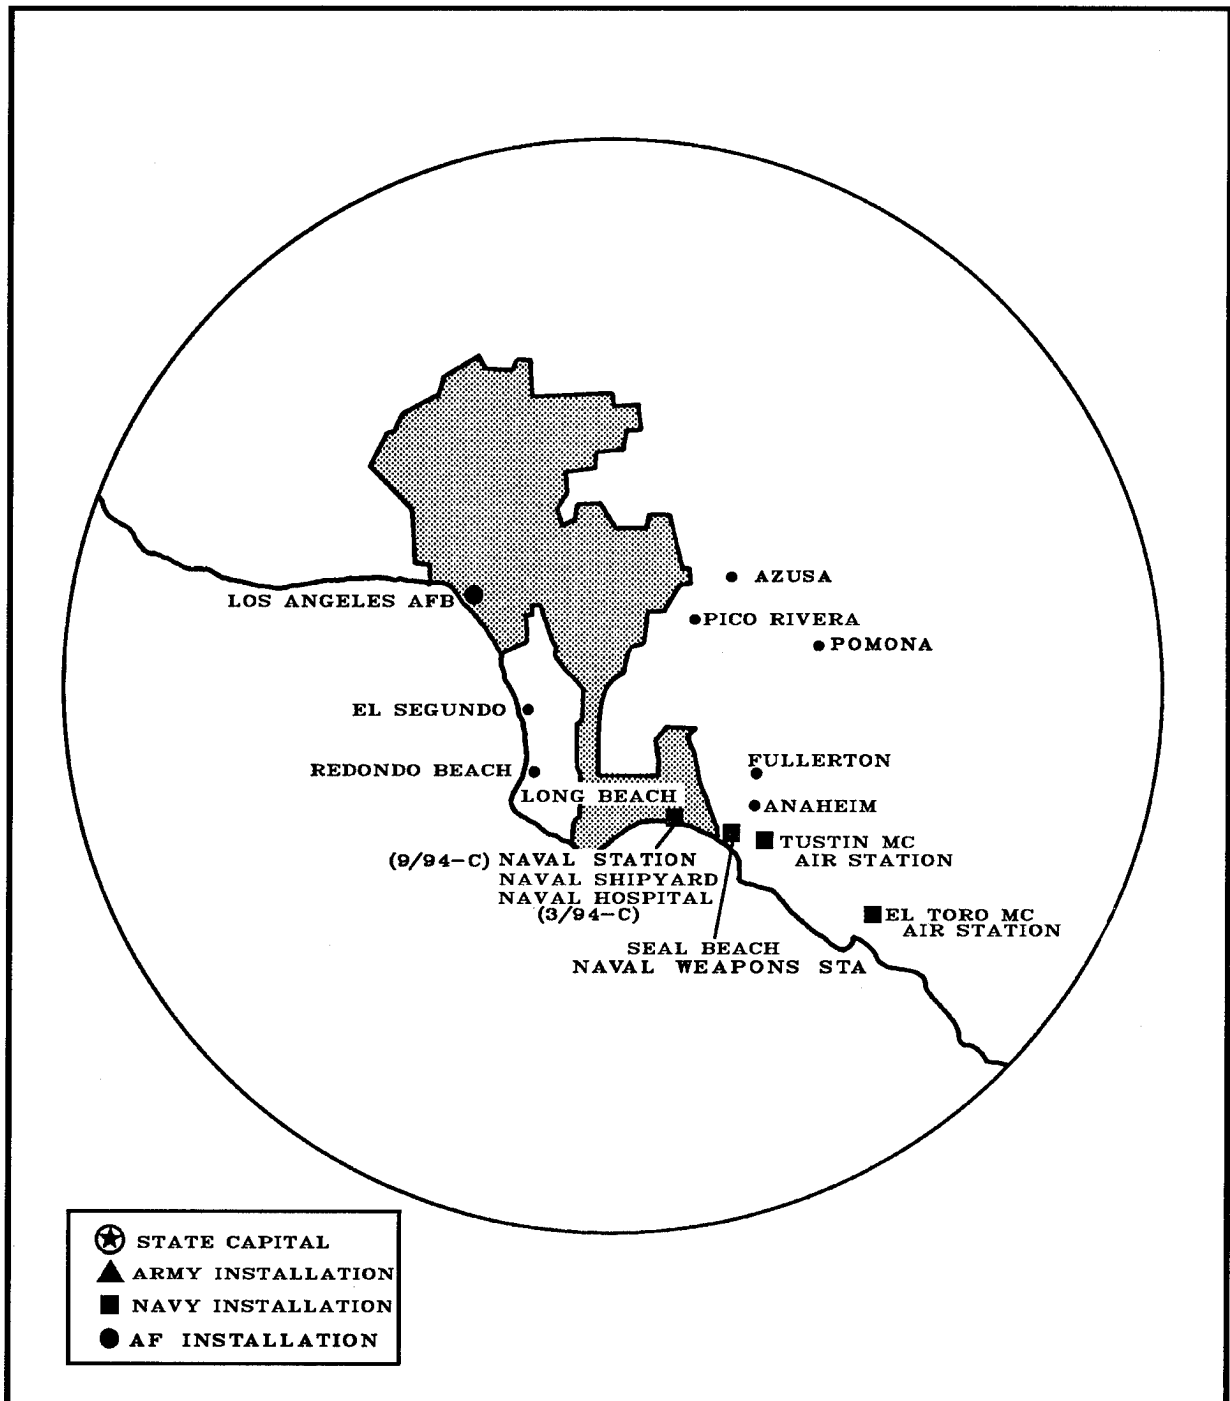 AZUSA
LOS ANGELES AFB
PICO RIVERA
POMONA
EL SEGUNDO
FULLERTON
REDONDO BEACH
LONG BEACH
ANAHEIM
TUSTIN MC
AIR STATION
(9/94-C) NAVAL STATION
NAVAL SHIPYARD
NAVAL HOSPITAL
(3/94-C)
EL TORO MC
AIR STATION
SEAL BEACH
NAVAL WEAPONS STA
STATE CAPITAL
ARMY INSTALLATION
NAVY INSTALLATION
AF INSTALLATION